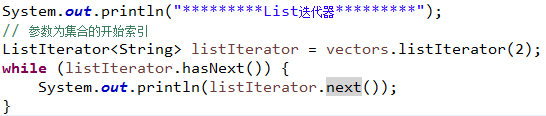 System.out.println("*********List迭代器*********");
// 参数为集合的开始索引
ListIterator<String> listIterator = vectors.listIterator(2);
while (listIterator.hasNext()) {
    System.out.println(listIterator.next());
}